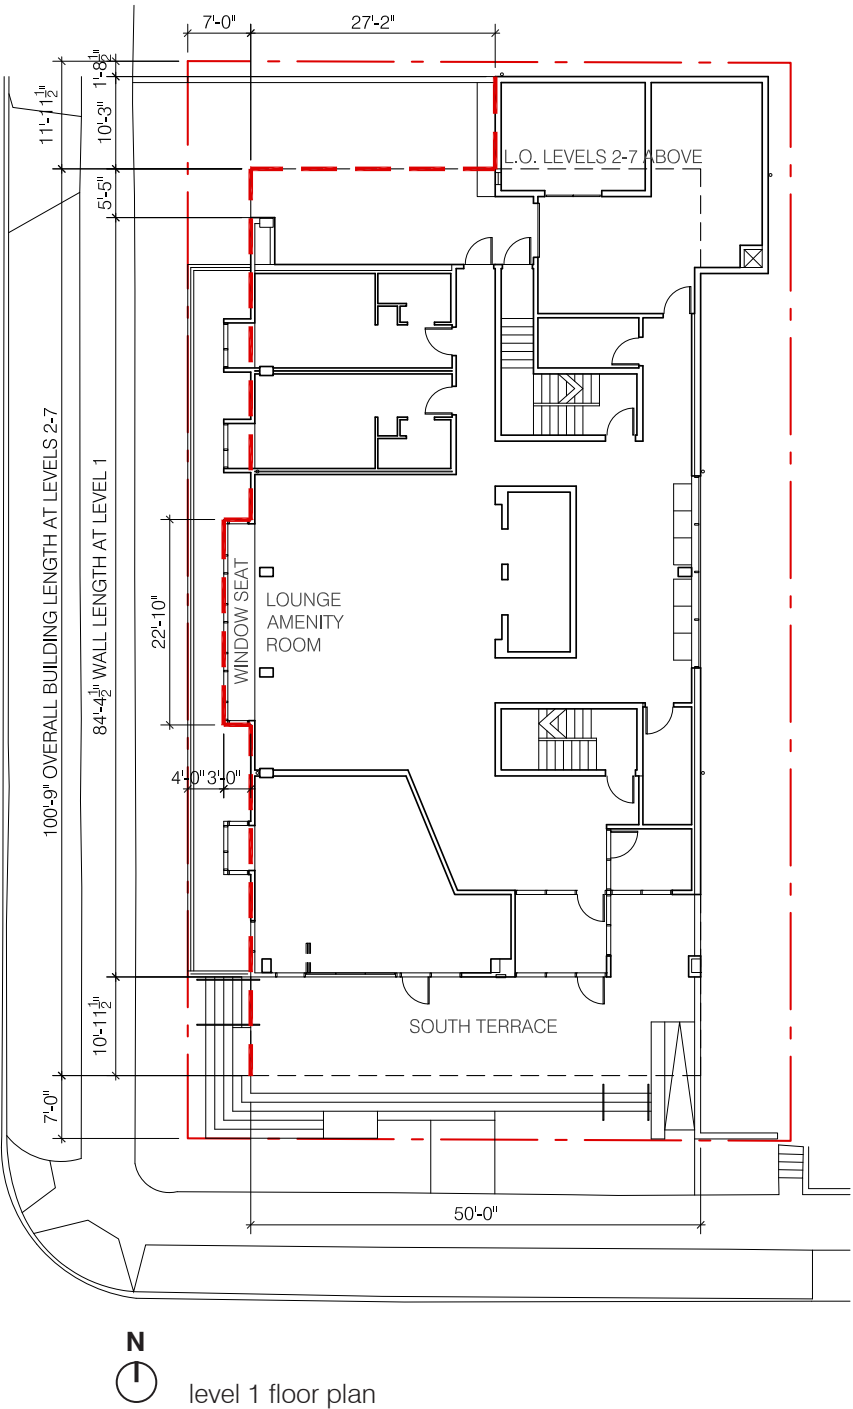 7'-0"
27'-2"
1'-8½"
11'-11½"
10'-3"
L.O. LEVELS 2-7 ABOVE
5'-5"
100'-9" OVERALL BUILDING LENGTH AT LEVELS 2-7
84'-4½" WALL LENGTH AT LEVEL 1
22'-10"
WINDOW SEAT
LOUNGE
AMENITY
ROOM
4'-0"
3'-0"
10'-11½"
SOUTH TERRACE
7'-0"
50'-0"
N
level 1 floor plan